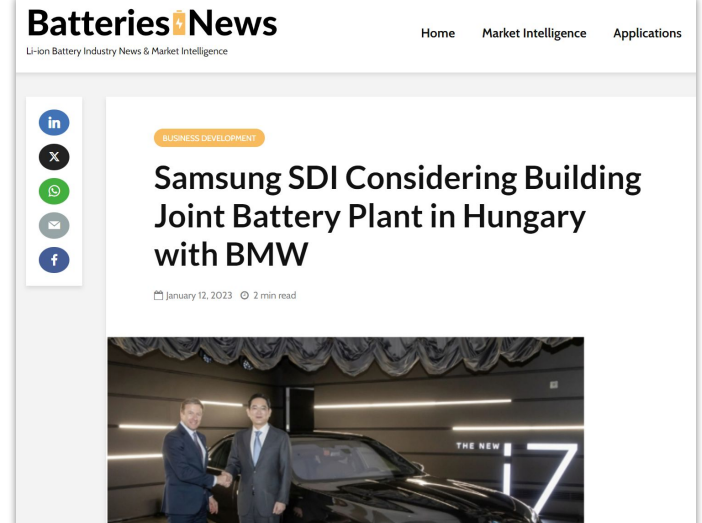 Batteries News
Li-ion Battery Industry News & Market Intelligence
Home Market Intelligence Applications
BUSINESS DEVELOPMENT
Samsung SDI Considering Building
Joint Battery Plant in Hungary
with BMW
January 12, 2023 2 min read
THE NEW i7